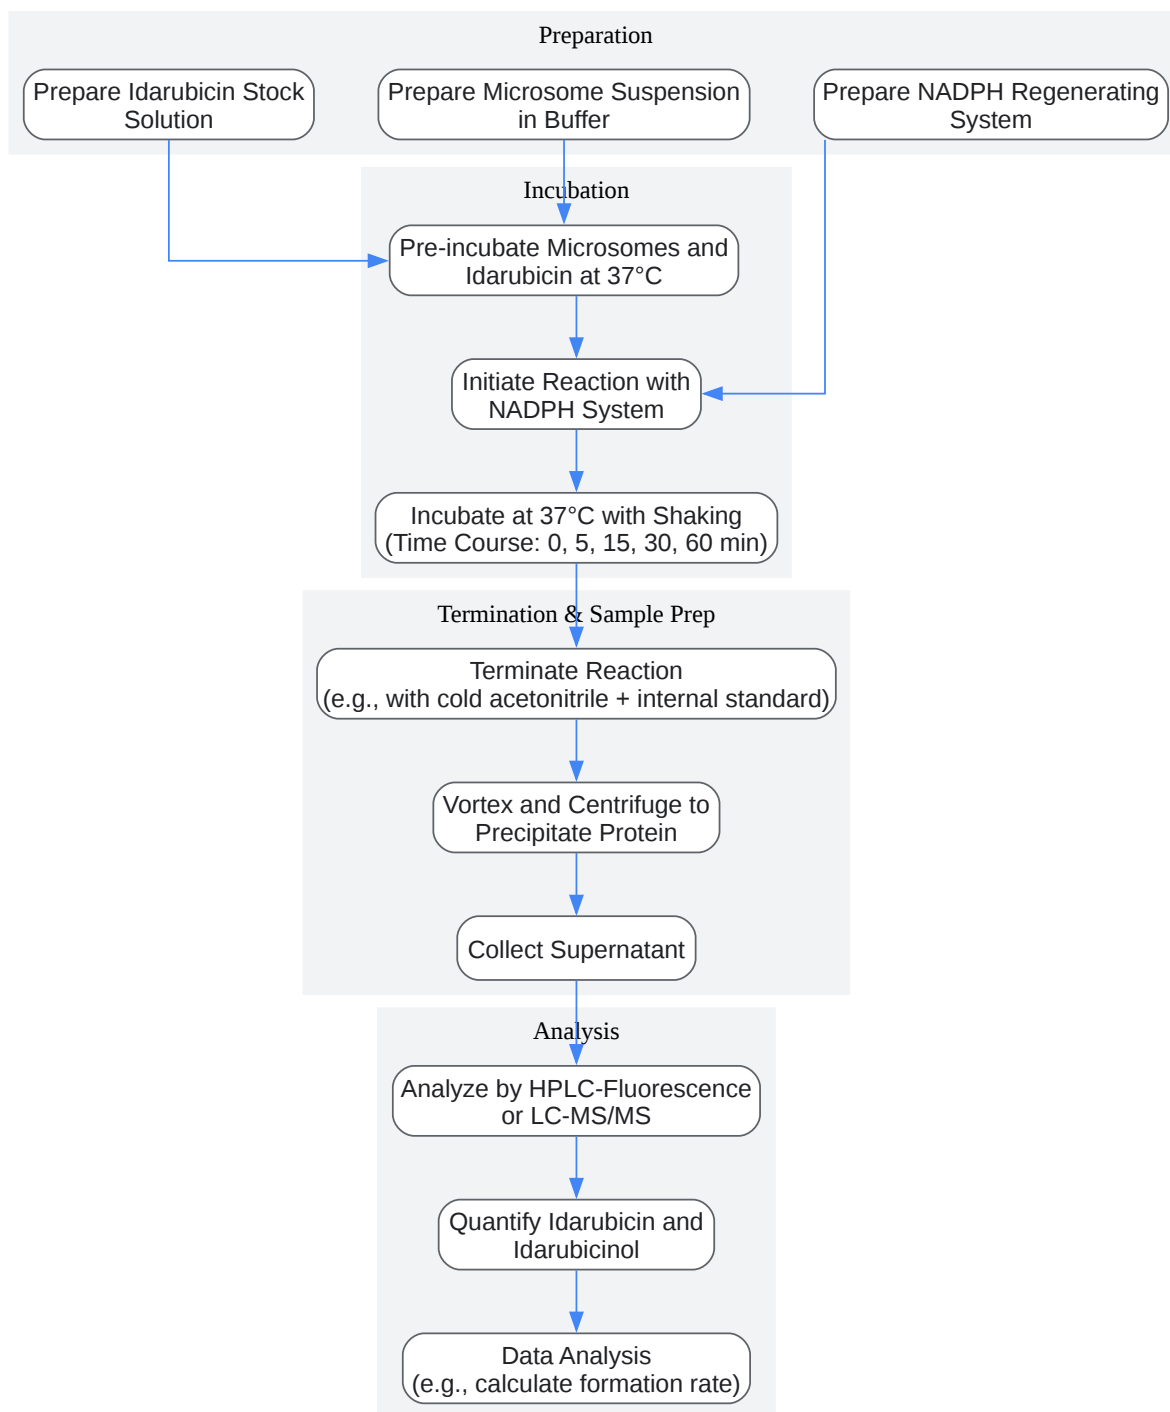 Preparation
Prepare Idarubicin Stock
Solution
Prepare Microsome Suspension
in Buffer
Prepare NADPH Regenerating
System
Incubation
Pre-incubate Microsomes and
Idarubicin at 37°C
Initiate Reaction with
NADPH System
Incubate at 37°C with Shaking
(Time Course: 0, 5, 15, 30, 60 min)
Termination & Sample Prep
Terminate Reaction
(e.g., with cold acetonitrile + internal standard)
Vortex and Centrifuge to
Precipitate Protein
Collect Supernatant
Analysis
Analyze by HPLC-Fluorescence
or LC-MS/MS
Quantify Idarubicin and
Idarubicinol
Data Analysis
(e.g., calculate formation rate)